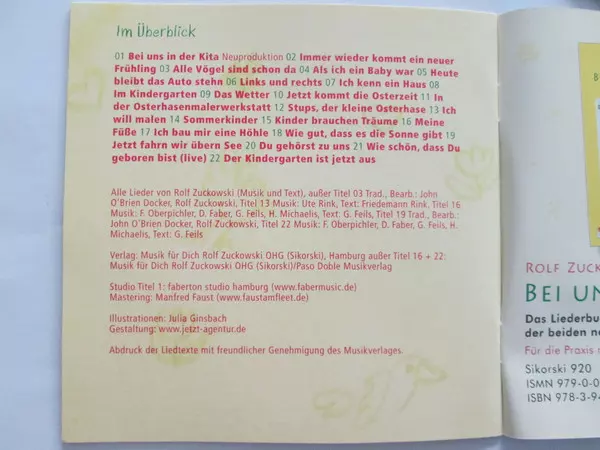 Im Überblick
01 Bei uns in der Kita Neuproduktion 02 Immer wieder kommt ein neuer
Frühling 03 Alle Vögel sind schon da 04 Als ich ein Baby war 05 Heute
bleibt das Auto stehn 06 Links und rechts 07 Ich kenn ein Haus 08
Im Kindergarten 09 Das Wetter 10 Jetzt kommt die Osterzeit 11 In
der Osterhasenmalerwerkstatt 12 Stups, der kleine Osterhase 13 Ich
will malen 14 Sommerkinder 15 Kinder brauchen Träume 16 Meine
Füße 17 Ich bau mir eine Höhle 18 Wie gut, dass es die Sonne gibt 19
Jetzt fahrn wir übern See 20 Du gehörst zu uns 21 Wie schön, dass Du
geboren bist (live) 22 Der Kindergarten ist jetzt aus
Alle Lieder von Rolf Zuckowski (Musik und Text), außer Titel 03 Trad., Bearb.: John
O'Brien Docker, Rolf Zuckowski, Titel 13 Musik: Ute Rink, Text: Friedemann Rink, Titel 16
Musik: F. Oberpichler, D. Faber, G. Feils, H. Michaelis, Text: G. Feils, Titel 19 Trad., Bearb.:
John O'Brien Docker, Rolf Zuckowski, Titel 22 Musik: F. Oberpichler, D. Faber, G. Feils, H.
Michaelis, Text: G. Feils
Verlag: Musik für Dich Rolf Zuckowski OHG (Sikorski), Hamburg außer Titel 16 + 22:
Musik für Dich Rolf Zuckowski OHG (Sikorski)/Paso Doble Musikverlag
Studio Titel 1: faberton studio hamburg (www.fabermusic.de)
Mastering: Manfred Faust (www.faustamfleet.de)
Illustrationen: Julia Ginsbach
Gestaltung: www.jetzt-agentur.de
Abdruck der Liedtexte mit freundlicher Genehmigung des Musikverlages.
B
ROLF ZUCK
BEI UN
Das Liederbu
der beiden n
Für die Praxis
Sikorski 920
ISMN 979-0-0
ISBN 978-3-9